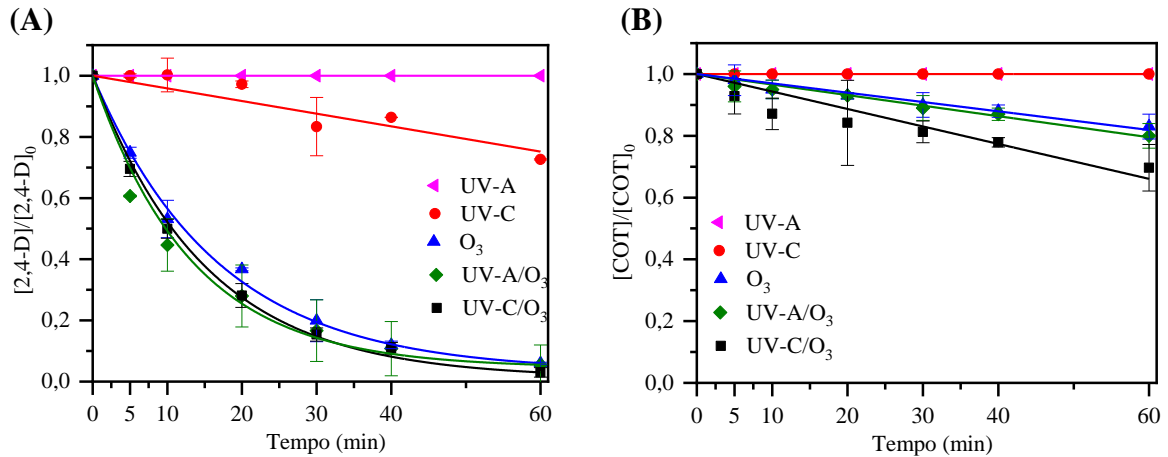 (A)
[2,4-D]/[2,4-D]₀
1,0
0,8
0,6
0,4
0,2
0,0
0 5 10 20 30 40 60
Tempo (min)
UV-A
UV-C
O₃
UV-A/O₃
UV-C/O₃
(B)
[COT]/[COT]₀
1,0
0,8
0,6
0,4
0,2
0,0
0 5 10 20 30 40 60
Tempo (min)
UV-A
UV-C
O₃
UV-A/O₃
UV-C/O₃